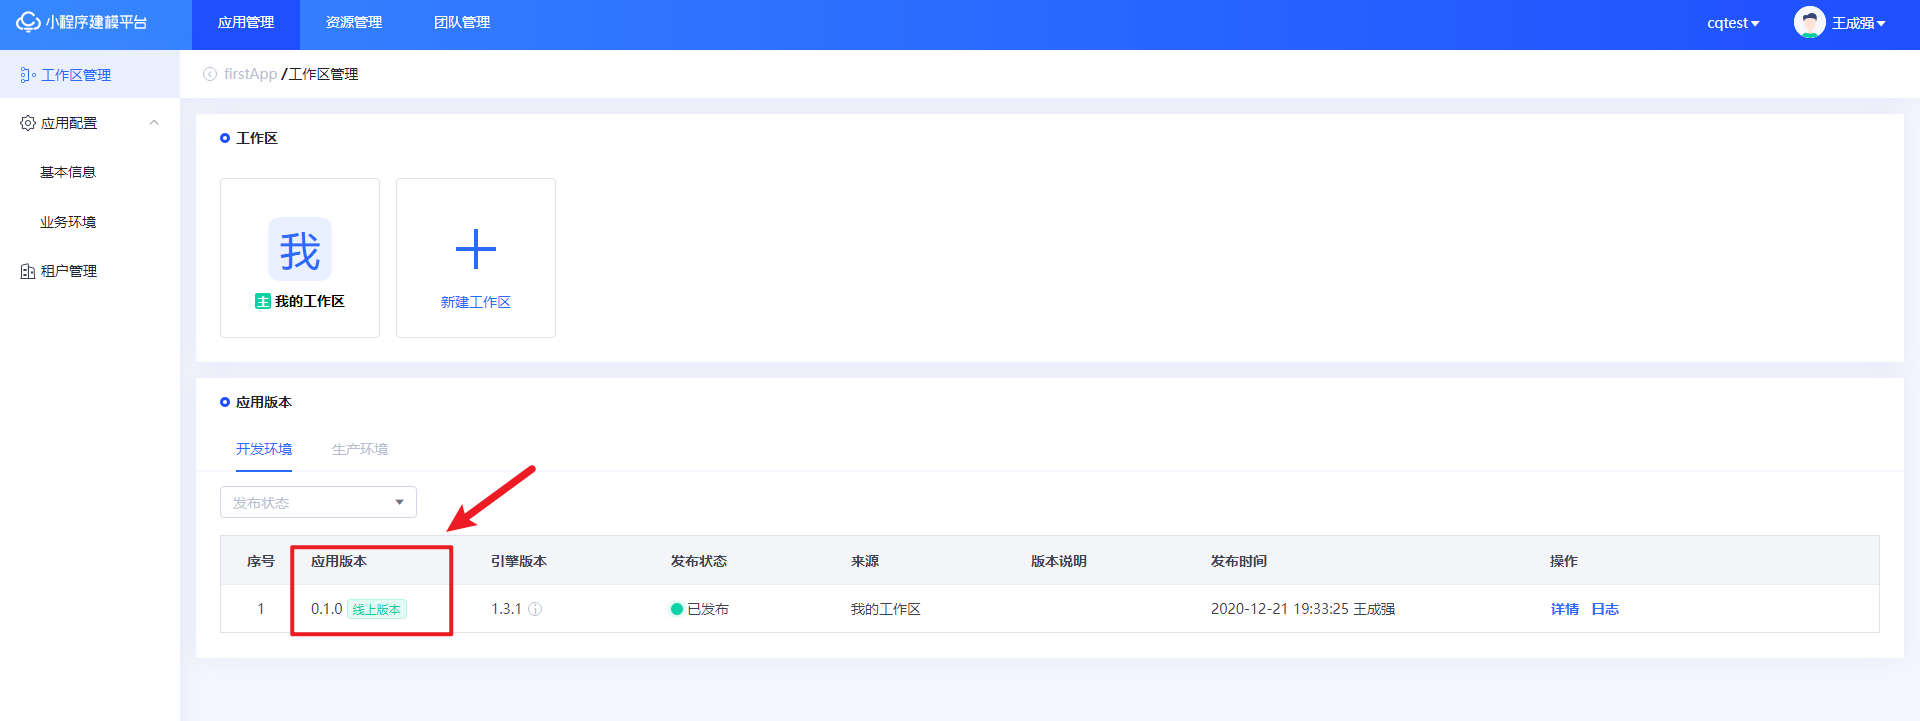 小程序建模平台 应用管理 资源管理 团队管理 cqtest 王成强
工作区管理
firstApp /工作区管理
应用配置
基本信息
业务环境
租户管理
工作区
我
主 我的工作区
新建工作区
应用版本
开发环境 生产环境
发布状态
序号 应用版本 引擎版本 发布状态 来源 版本说明 发布时间 操作
1 0.1.0 线上版本 1.3.1 已发布 我的工作区 2020-12-21 19:33:25 王成强 详情 日志